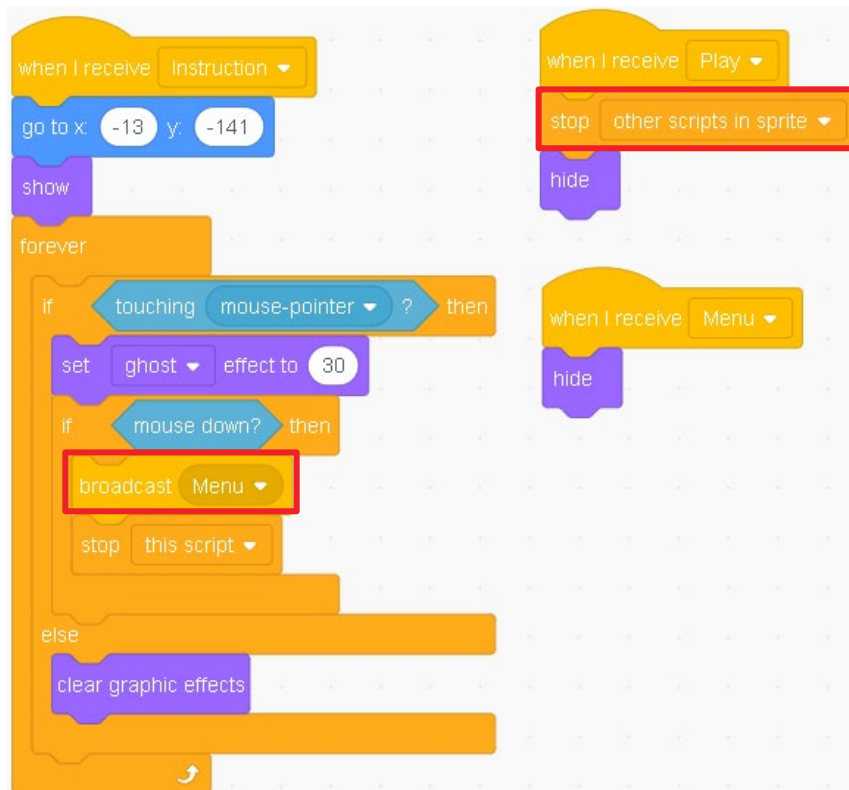 when I receive Instruction
go to x: -13 y: -141
show
forever
if touching mouse-pointer ? then
set ghost effect to 30
if mouse down? then
broadcast Menu
stop this script
else
clear graphic effects
when I receive Play
stop other scripts in sprite
hide
when I receive Menu
hide